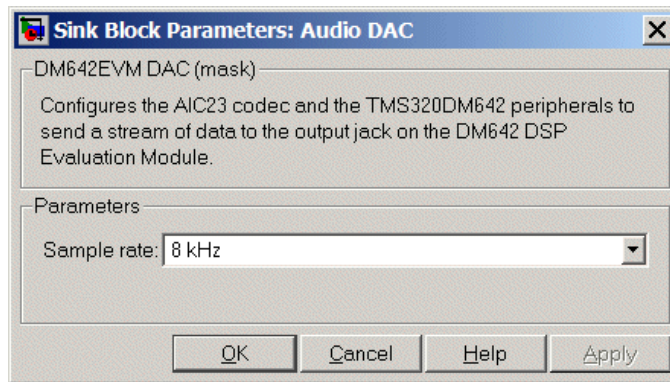 Sink Block Parameters: Audio DAC
DM642EVM DAC (mask)
Configures the AIC23 codec and the TMS320DM642 peripherals to
send a stream of data to the output jack on the DM642 DSP
Evaluation Module.
Parameters
Sample rate: 8 kHz
OK Cancel Help Apply